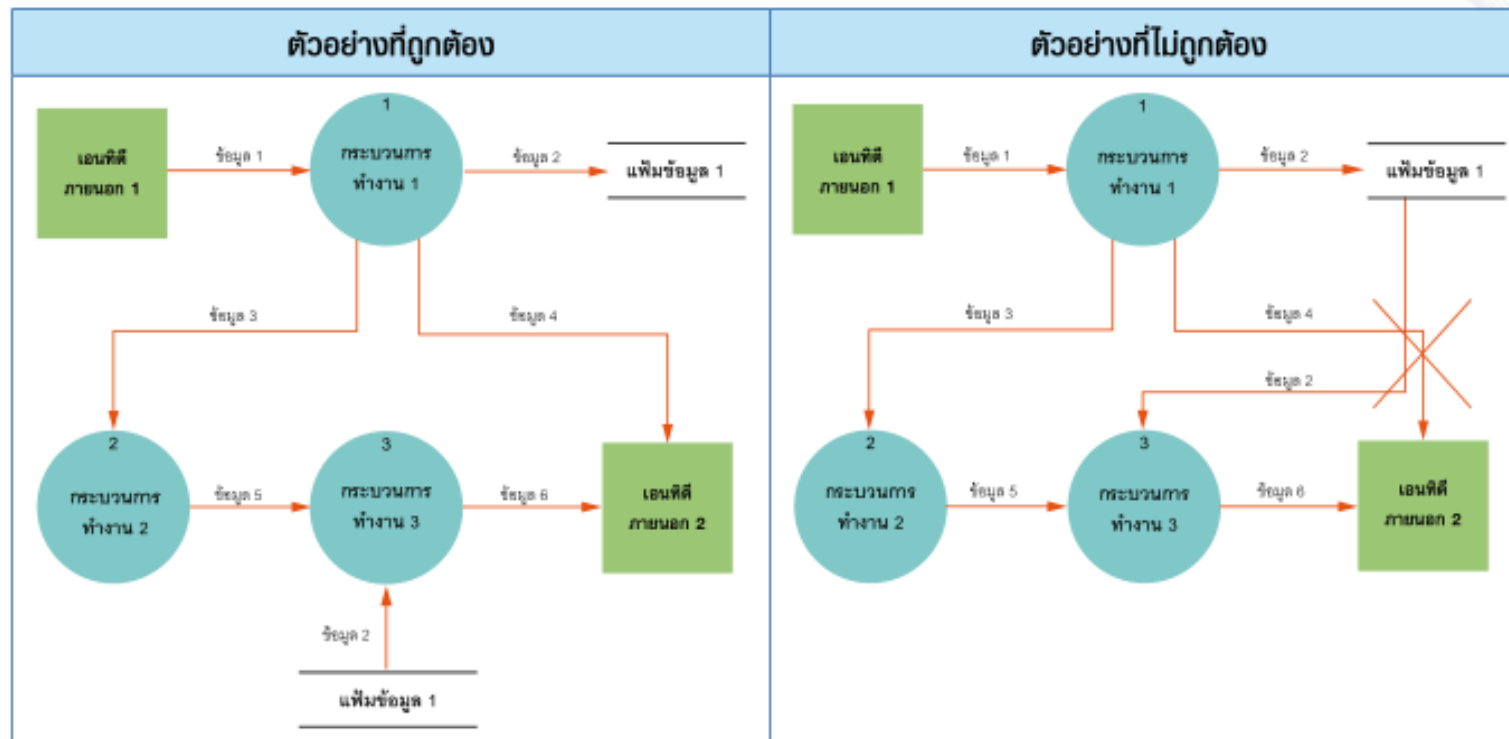 ตัวอย่างที่ถูกต้อง
1
เอนทิตี
ภายนอก 1
ข้อมูล 1
กระบวนการ
ทำงาน 1
ข้อมูล 2
แฟ้มข้อมูล 1
ข้อมูล 3
ข้อมูล 4
2
กระบวนการ
ทำงาน 2
ข้อมูล 5
3
กระบวนการ
ทำงาน 3
ข้อมูล 6
เอนทิตี
ภายนอก 2
ข้อมูล 2
แฟ้มข้อมูล 1
ตัวอย่างที่ไม่ถูกต้อง
1
เอนทิตี
ภายนอก 1
ข้อมูล 1
กระบวนการ
ทำงาน 1
ข้อมูล 2
แฟ้มข้อมูล 1
ข้อมูล 3
ข้อมูล 4
ข้อมูล 2
2
กระบวนการ
ทำงาน 2
ข้อมูล 5
3
กระบวนการ
ทำงาน 3
ข้อมูล 6
เอนทิตี
ภายนอก 2